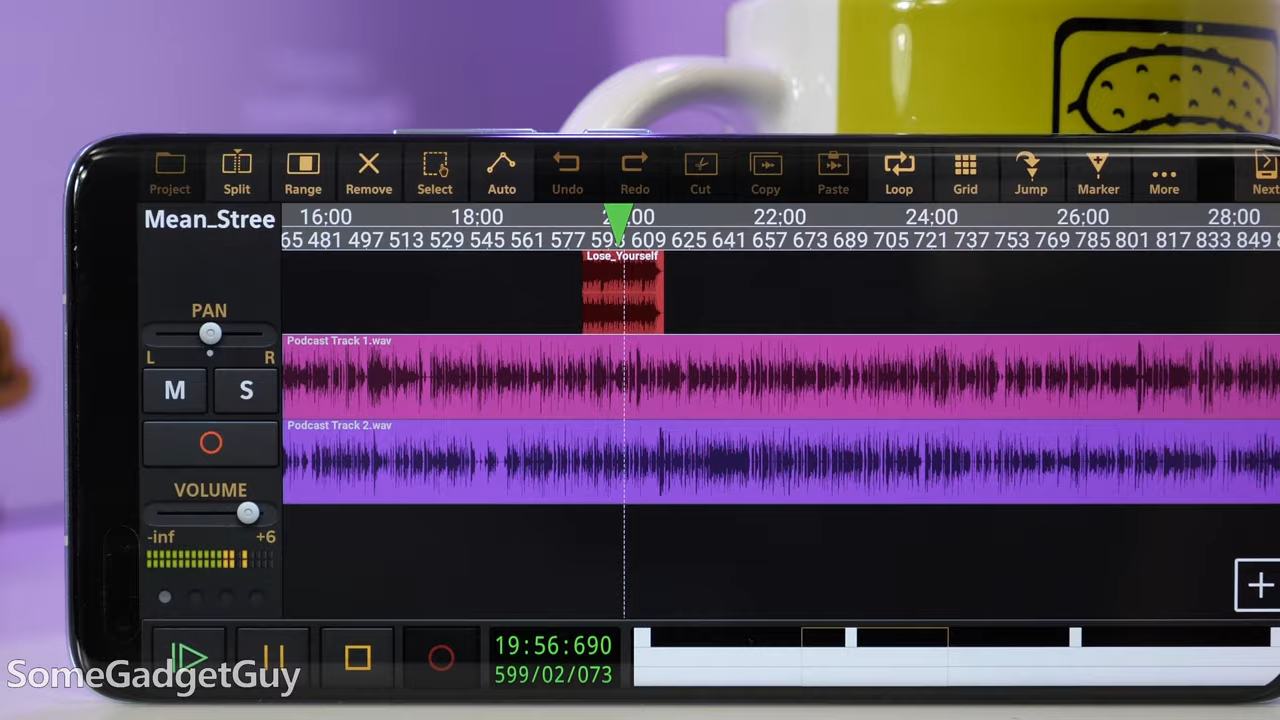 Project Split Range Remove Select Auto Undo Redo Cut Copy Paste Loop Grid Jump Marker More Next
Mean_Stree
16:00 18:00 :00 22:00 24:00 26:00 28:00
65 481 497 513 529 545 561 577 593 609 625 641 657 673 689 705 721 737 753 769 785 801 817 833 849
Lose_Yourself
PAN
L R
Podcast Track 1.wav
M S
Podcast Track 2.wav
VOLUME
-inf +6
19:56:690
599/02/073
SomeGadgetGuy